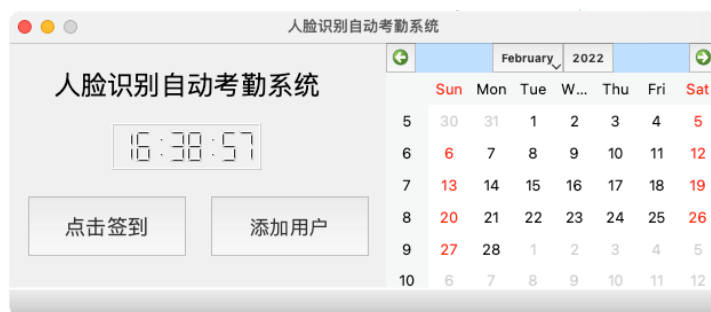 人脸识别自动考勤系统
人脸识别自动考勤系统
16:38:57
点击签到 添加用户
February 2022
Sun Mon Tue W... Thu Fri Sat
5 30 31 1 2 3 4 5
6 6 7 8 9 10 11 12
7 13 14 15 16 17 18 19
8 20 21 22 23 24 25 26
9 27 28 1 2 3 4 5
10 6 7 8 9 10 11 12